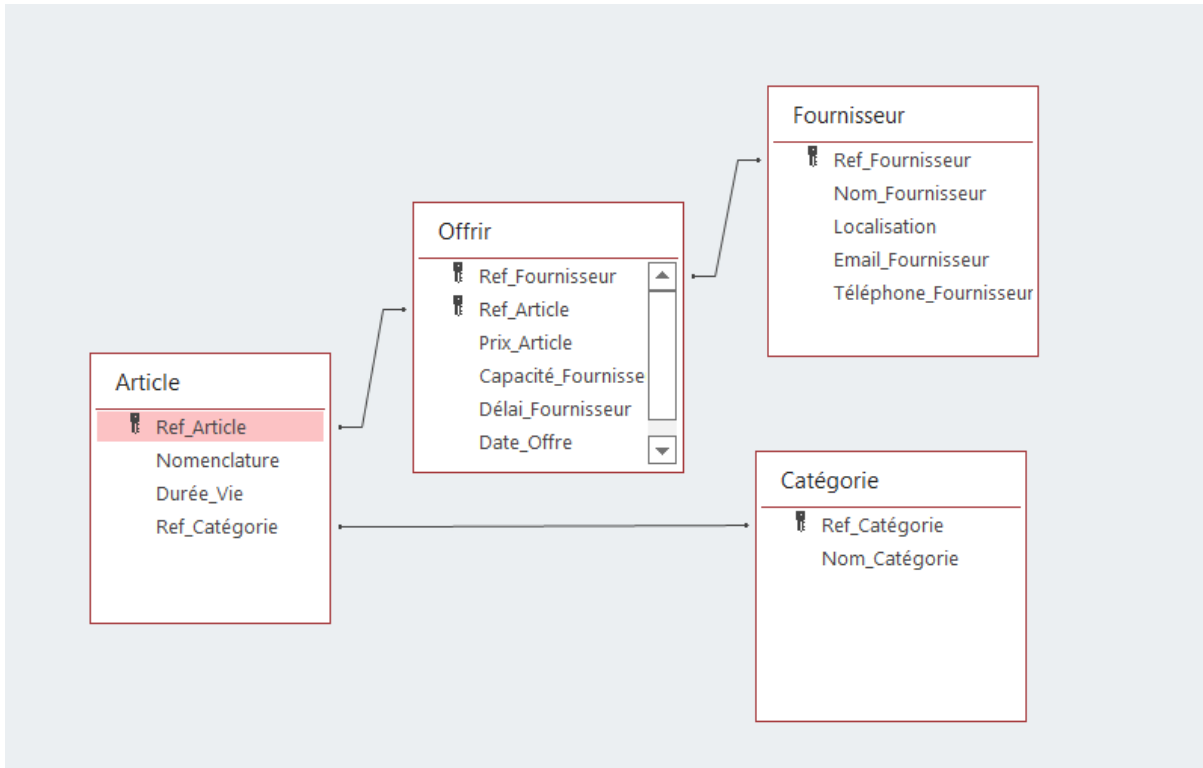 Fournisseur
Ref_Fournisseur
Nom_Fournisseur
Localisation
Email_Fournisseur
Téléphone_Fournisseur
Offrir
Ref_Fournisseur
Ref_Article
Prix_Article
Capacité_Fournisse
Délai_Fournisseur
Date_Offre
Article
Ref_Article
Nomenclature
Durée_Vie
Ref_Catégorie
Catégorie
Ref_Catégorie
Nom_Catégorie